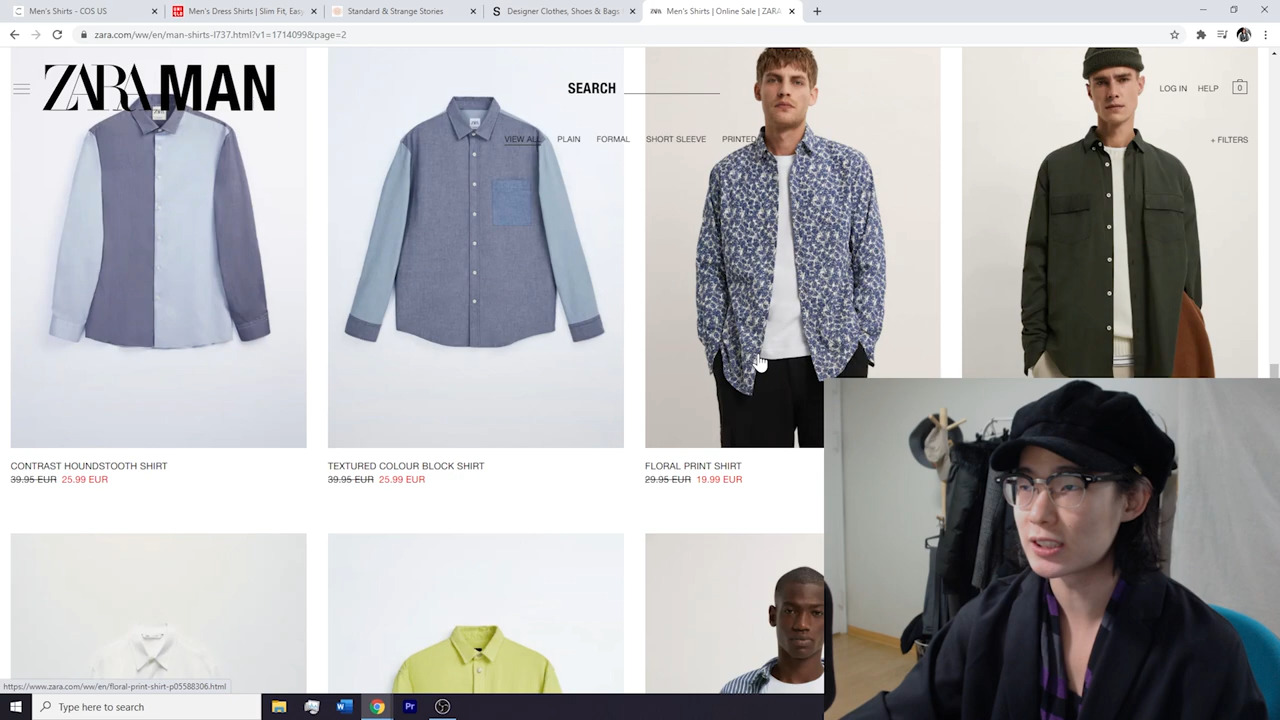 Men's Shirts - COS US
Men's Dress Shirts | Slim Fit, Easy
Standard & Strange Stories
Designer Clothes, Shoes & Bags
Men's Shirts | Online Sale | ZARA
zara.com/ww/en/man-shirts-l737.html?v1=1714099&page=2
ZARA MAN
SEARCH
LOG IN
HELP
0
VIEW ALL
PLAIN
FORMAL
SHORT SLEEVE
PRINTED
+ FILTERS
CONTRAST HOUNDSTOOTH SHIRT
39.95 EUR 25.99 EUR
TEXTURED COLOUR BLOCK SHIRT
39.95 EUR 25.99 EUR
FLORAL PRINT SHIRT
29.95 EUR 19.99 EUR
https://www.zara.com/ww/en/floral-print-shirt-p05588306.html
Type here to search